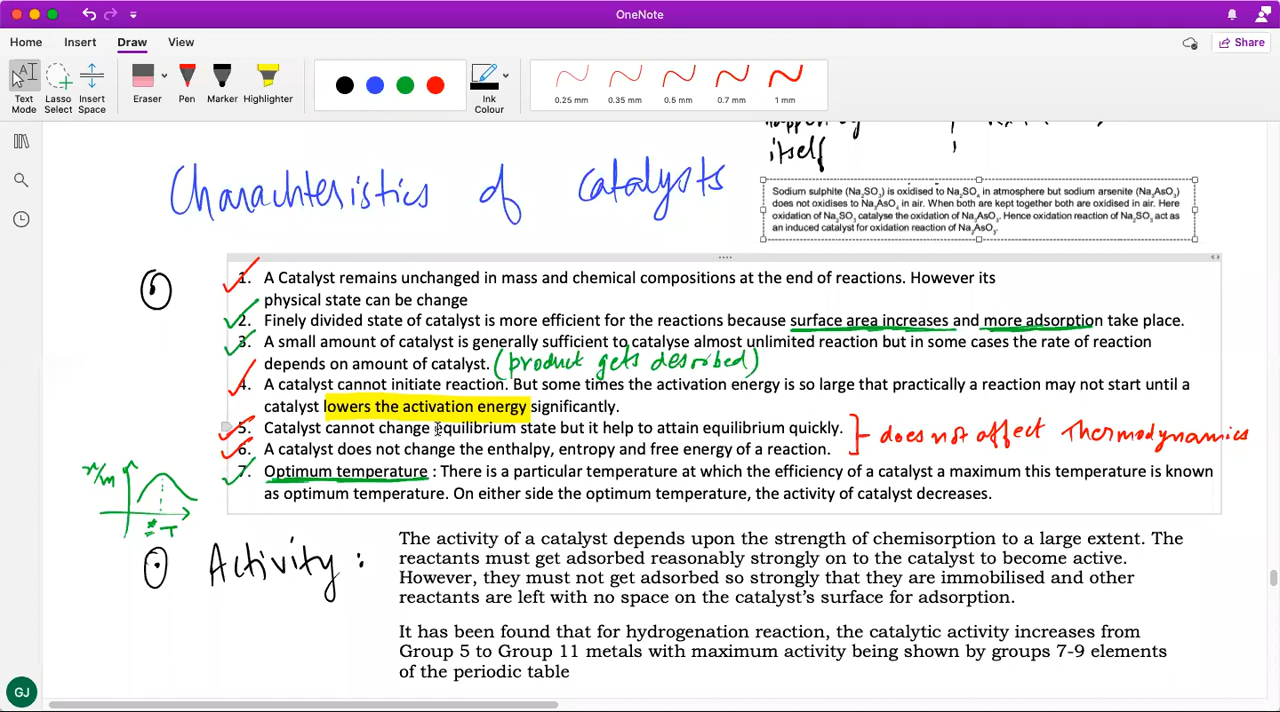 OneNote
Home Insert Draw View
Share
Text Mode
Lasso Select
Insert Space
Eraser
Pen
Marker
Highlighter
Ink Colour
0.25 mm 0.35 mm 0.5 mm 0.7 mm 1 mm
itself
Charachteristics of catalysts
Sodium sulphite (Na₂SO₃) is oxidised to Na₂SO₄ in atmosphere but sodium arsenite (Na₃AsO₃)
does not oxidises to Na₃AsO₄ in air. When both are kept together both are oxidised in air. Here
oxidation of Na₂SO₃ catalyse the oxidation of Na₃AsO₃. Hence oxidation reaction of Na₂SO₃ act as
an induced catalyst for oxidation reaction of Na₃AsO₃.
1. A Catalyst remains unchanged in mass and chemical compositions at the end of reactions. However its
physical state can be change
2. Finely divided state of catalyst is more efficient for the reactions because surface area increases and more adsorption take place.
3. A small amount of catalyst is generally sufficient to catalyse almost unlimited reaction but in some cases the rate of reaction
depends on amount of catalyst. (product gets desorbed)
4. A catalyst cannot initiate reaction. But some times the activation energy is so large that practically a reaction may not start until a
catalyst lowers the activation energy significantly.
5. Catalyst cannot change equilibrium state but it help to attain equilibrium quickly.
does not affect Thermodynamics
6. A catalyst does not change the enthalpy, entropy and free energy of a reaction.
7. Optimum temperature : There is a particular temperature at which the efficiency of a catalyst a maximum this temperature is known
as optimum temperature. On either side the optimum temperature, the activity of catalyst decreases.
x/m
T
Activity :
The activity of a catalyst depends upon the strength of chemisorption to a large extent. The
reactants must get adsorbed reasonably strongly on to the catalyst to become active.
However, they must not get adsorbed so strongly that they are immobilised and other
reactants are left with no space on the catalyst's surface for adsorption.
It has been found that for hydrogenation reaction, the catalytic activity increases from
Group 5 to Group 11 metals with maximum activity being shown by groups 7-9 elements
of the periodic table
GJ